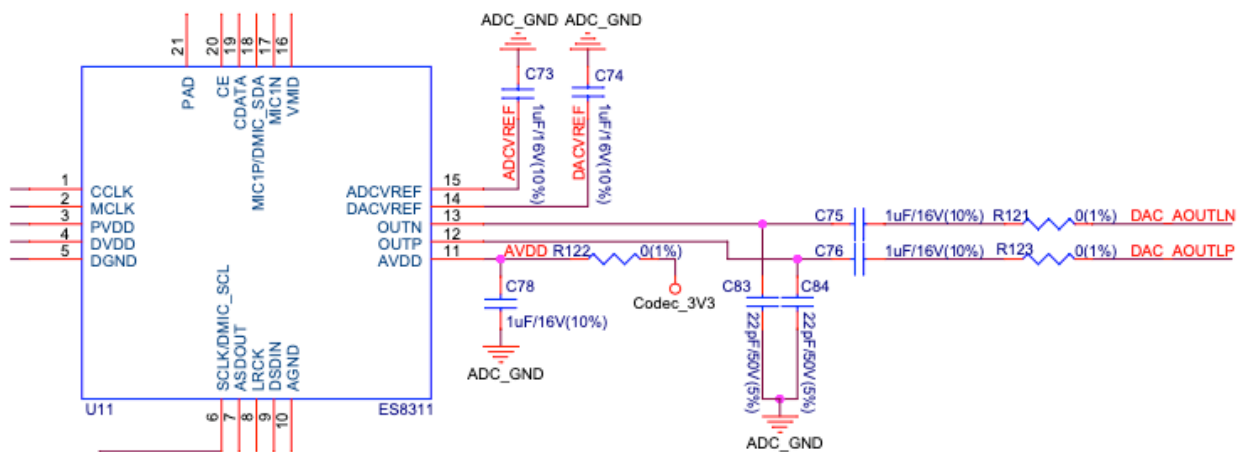 ADC_GND ADC_GND
21
20
19
18
17
16
C73
C74
PAD
CE
CDATA
MIC1P/DMIC_SDA
MIC1N
VMID
ADCVREF
1uF/16V(10%)
DACVREF
1uF/16V(10%)
1 CCLK
2 MCLK
3 PVDD
4 DVDD
5 DGND
ADCVREF 15
DACVREF 14
OUTN 13
OUTP 12
AVDD 11
C75 1uF/16V(10%) R121 0(1%) DAC_AOUTLN
C76 1uF/16V(10%) R123 0(1%) DAC_AOUTLP
AVDD R122 0(1%)
C78
1uF/16V(10%)
ADC_GND
Codec_3V3
C83 C84
22pF/50V(5%)
22pF/50V(5%)
ADC_GND
SCLK/DMIC_SCL
ASDOUT
LRCK
DSDIN
AGND
U11 ES8311
6
7
8
9
10